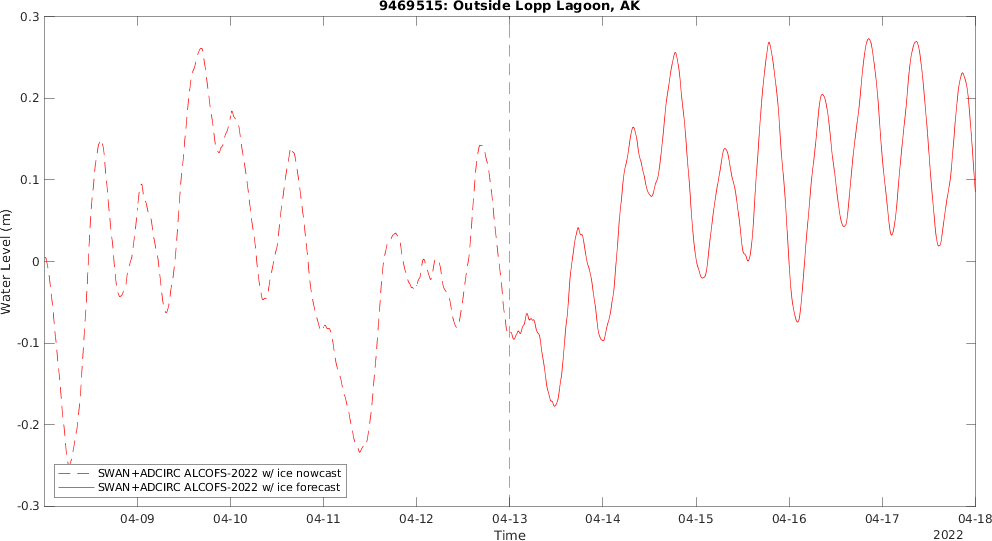 9469515: Outside Lopp Lagoon, AK
0.3
0.2
0.1
0
-0.1
-0.2
-0.3
Water Level (m)
SWAN+ADCIRC ALCOFS-2022 w/ ice nowcast
SWAN+ADCIRC ALCOFS-2022 w/ ice forecast
04-09 04-10 04-11 04-12 04-13 04-14 04-15 04-16 04-17 04-18
Time
2022